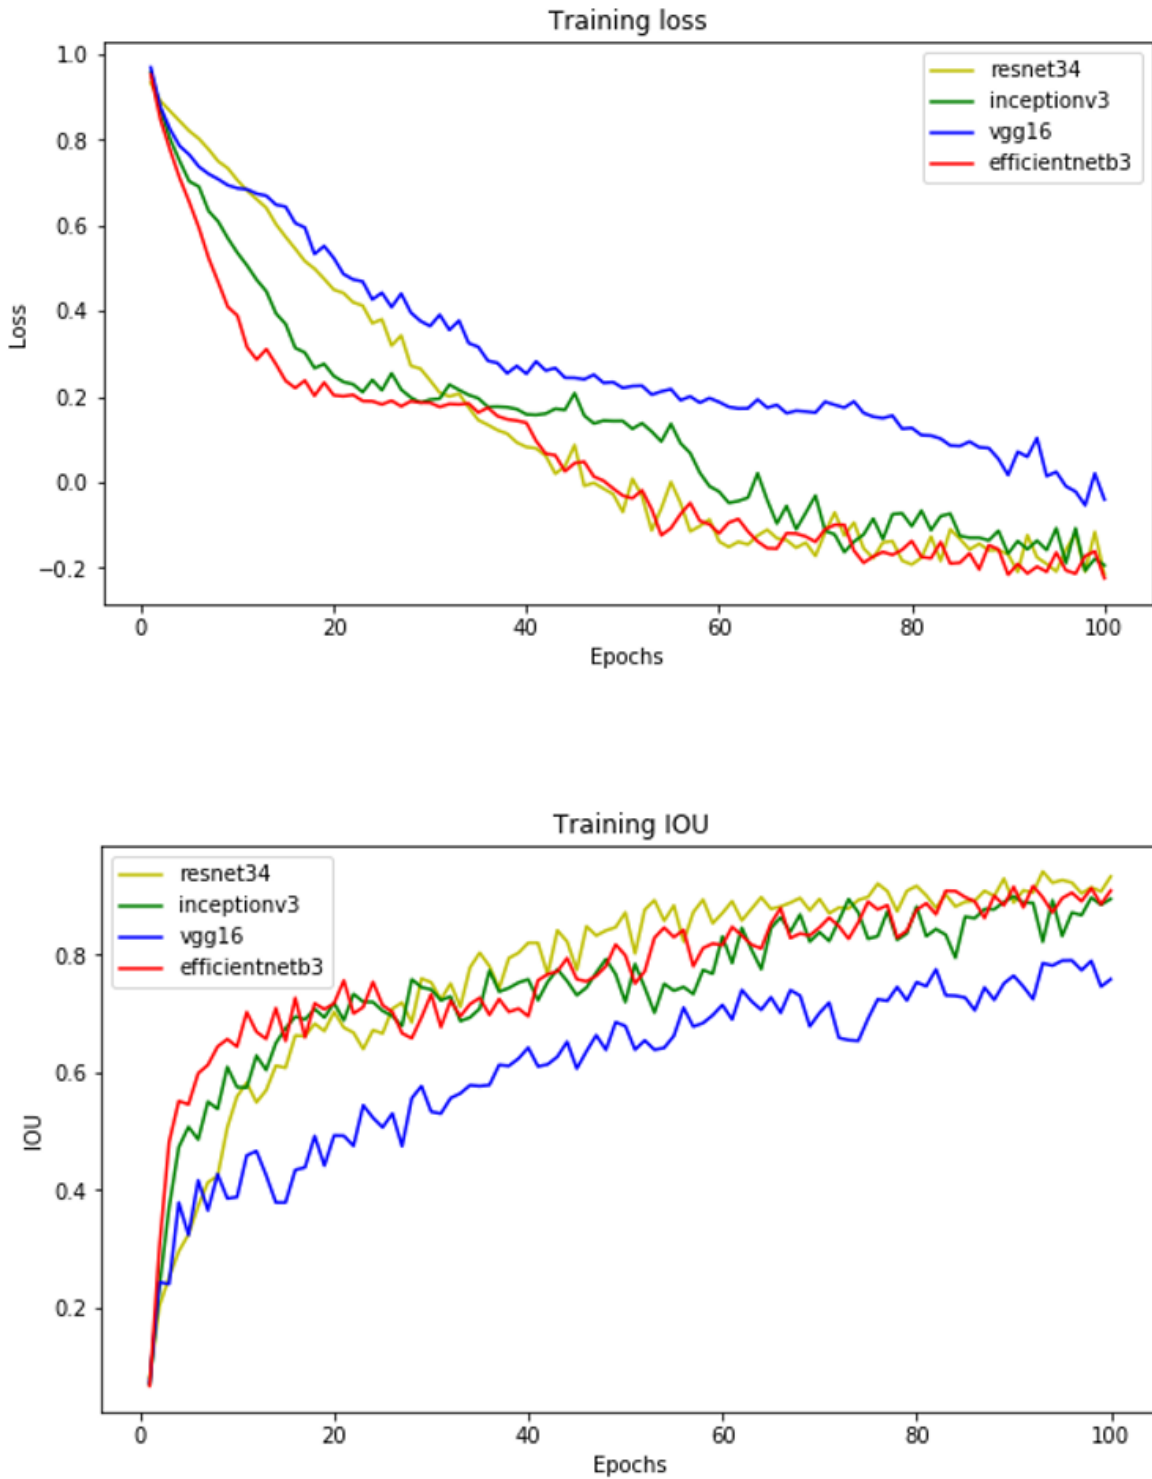 Training loss
1.0
0.8
0.6
0.4
0.2
0.0
−0.2
Loss
resnet34
inceptionv3
vgg16
efficientnetb3
0 20 40 60 80 100
Epochs
Training IOU
0.8
0.6
0.4
0.2
IOU
resnet34
inceptionv3
vgg16
efficientnetb3
0 20 40 60 80 100
Epochs